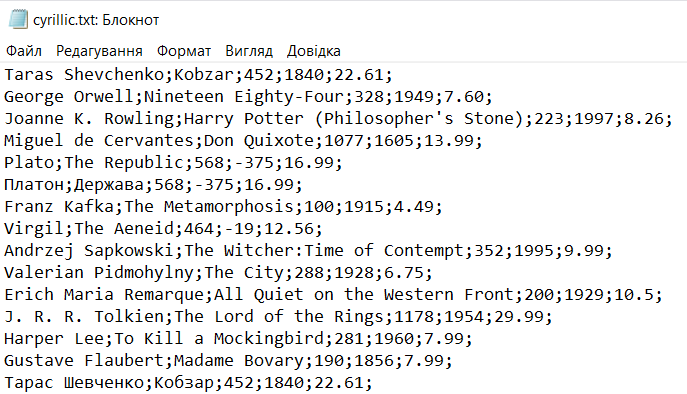 cyrillic.txt: Блокнот
Файл Редагування Формат Вигляд Довідка
Taras Shevchenko;Kobzar;452;1840;22.61;
George Orwell;Nineteen Eighty-Four;328;1949;7.60;
Joanne K. Rowling;Harry Potter (Philosopher's Stone);223;1997;8.26;
Miguel de Cervantes;Don Quixote;1077;1605;13.99;
Plato;The Republic;568;-375;16.99;
Платон;Держава;568;-375;16.99;
Franz Kafka;The Metamorphosis;100;1915;4.49;
Virgil;The Aeneid;464;-19;12.56;
Andrzej Sapkowski;The Witcher:Time of Contempt;352;1995;9.99;
Valerian Pidmohylny;The City;288;1928;6.75;
Erich Maria Remarque;All Quiet on the Western Front;200;1929;10.5;
J. R. R. Tolkien;The Lord of the Rings;1178;1954;29.99;
Harper Lee;To Kill a Mockingbird;281;1960;7.99;
Gustave Flaubert;Madame Bovary;190;1856;7.99;
Тарас Шевченко;Кобзар;452;1840;22.61;